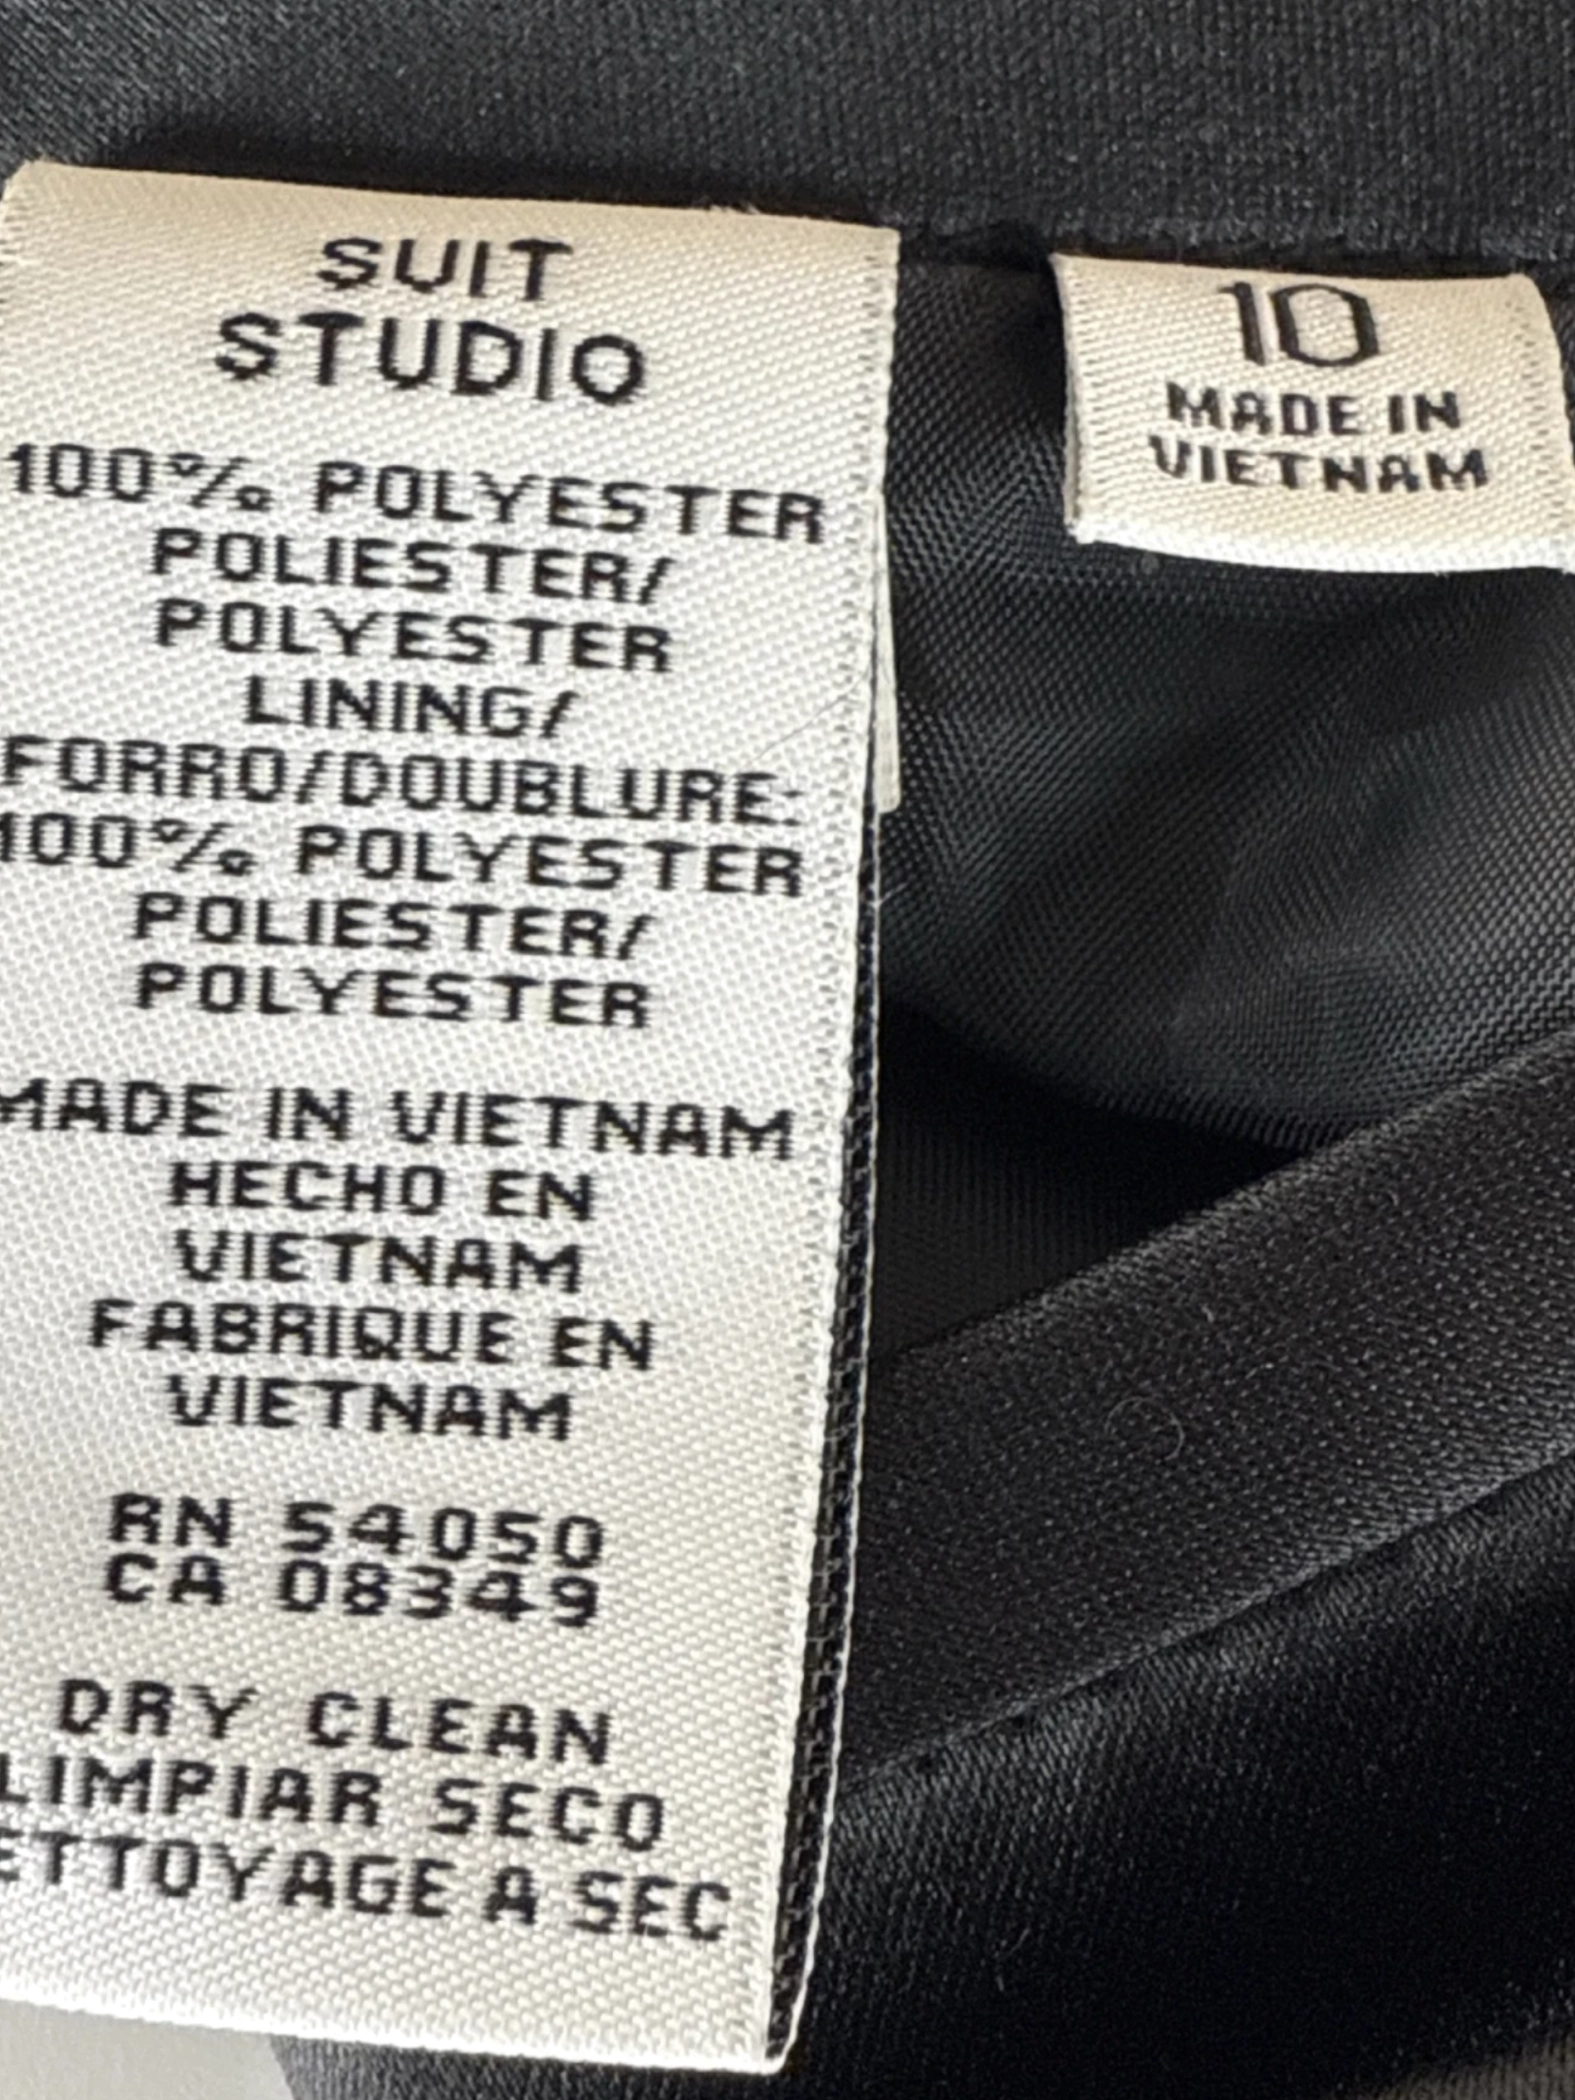 SUIT
STUDIO
100% POLYESTER
POLIESTER/
POLYESTER
LINING/
FORRO/DOUBLURE:
100% POLYESTER
POLIESTER/
POLYESTER
MADE IN VIETNAM
HECHO EN
VIETNAM
FABRIQUE EN
VIETNAM
RN 54050
CA 08349
DRY CLEAN
LIMPIAR SECO
ETTOYAGE A SEC
10
MADE IN
VIETNAM